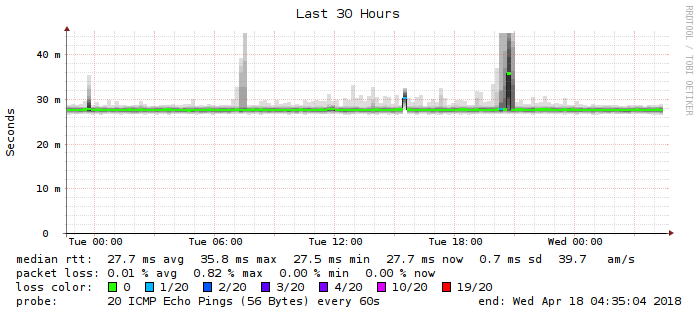 Last 30 Hours
RRDTOOL / TOBI OETIKER
Seconds
40 m
30 m
20 m
10 m
0
Tue 00:00 Tue 06:00 Tue 12:00 Tue 18:00 Wed 00:00
median rtt: 27.7 ms avg 35.8 ms max 27.5 ms min 27.7 ms now 0.7 ms sd 39.7 am/s
packet loss: 0.01 % avg 0.82 % max 0.00 % min 0.00 % now
loss color: 0 1/20 2/20 3/20 4/20 10/20 19/20
probe: 20 ICMP Echo Pings (56 Bytes) every 60s end: Wed Apr 18 04:35:04 2018